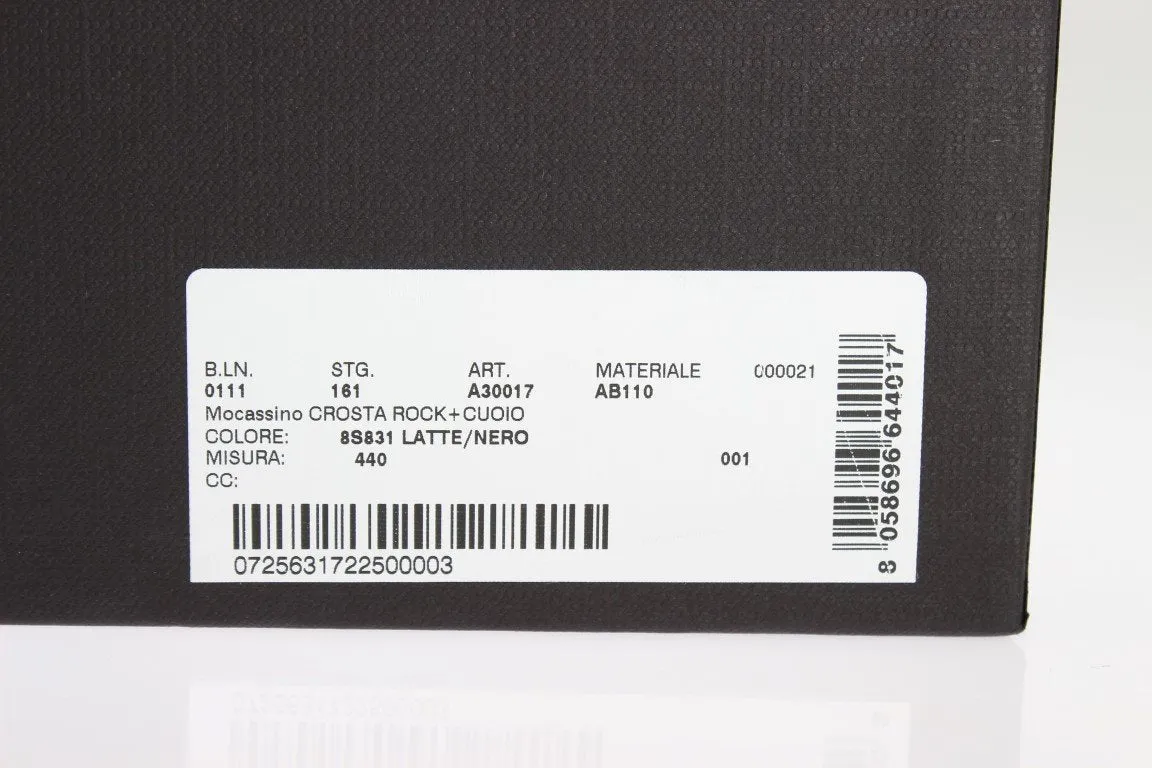 B.LN. STG. ART. MATERIALE 000021
0111 161 A30017 AB110
Mocassino CROSTA ROCK+CUOIO
COLORE: 8S831 LATTE/NERO
MISURA: 440 001
CC:
0725631722500003
8 058696 644017